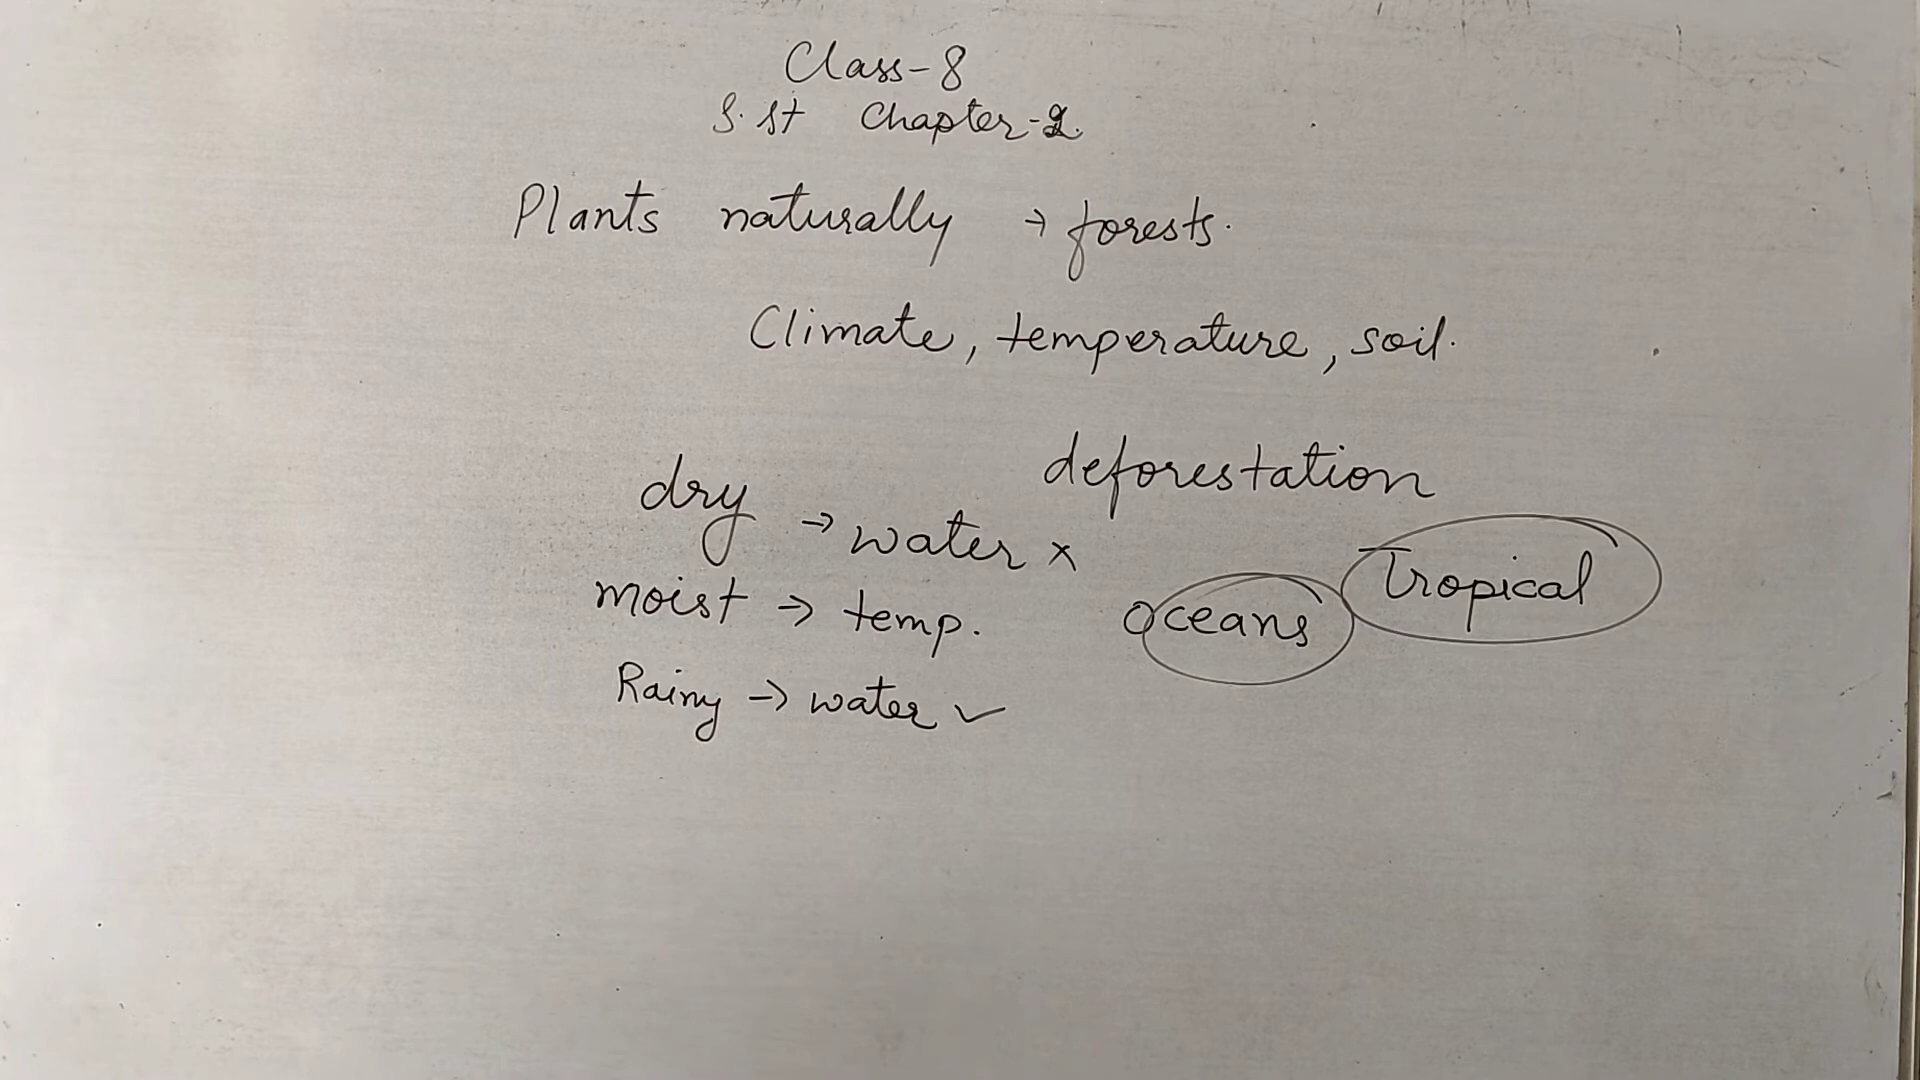 Class-8
S.St Chapter-2.
Plants naturally → forests.
Climate, temperature, soil.
deforestation
dry → water ×
Tropical
moist → temp.
Oceans
Rainy → water ✓